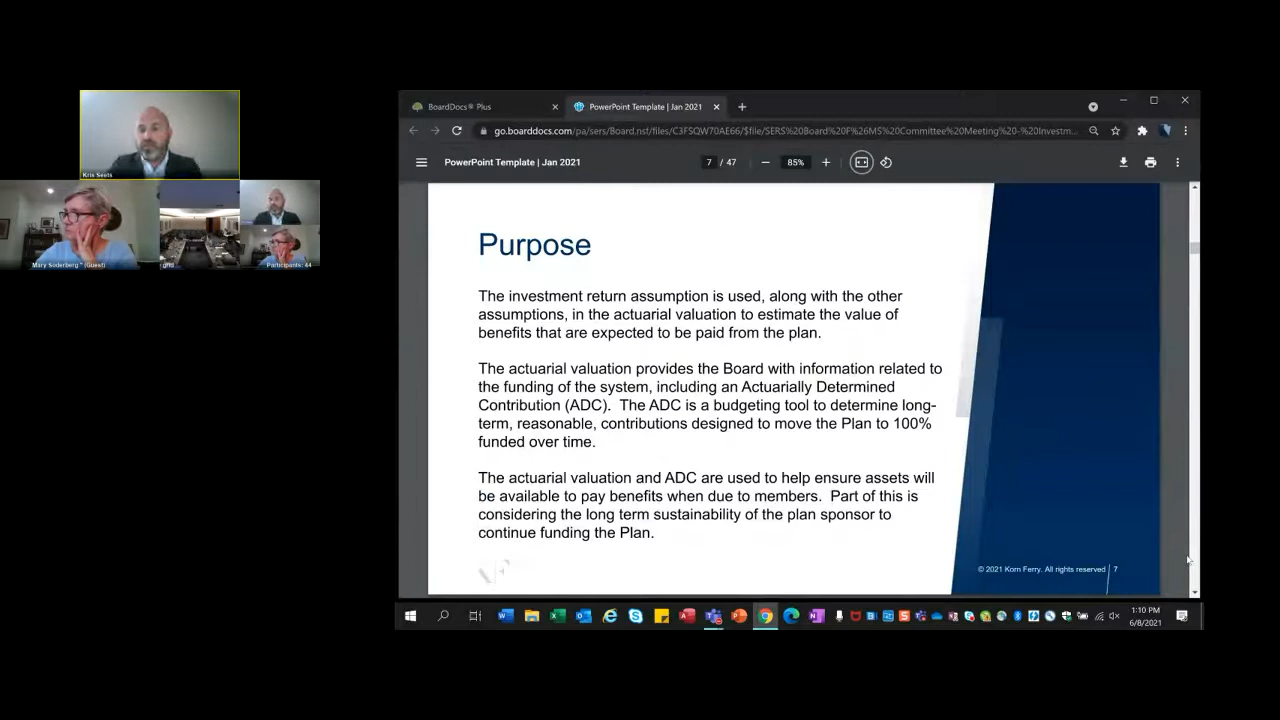 Kris Seets
Mary Soderberg * (Guest)
Participants: 44
BoardDocs® Plus
PowerPoint Template | Jan 2021
go.boarddocs.com/pa/sers/Board.nsf/files/C3FSQW70AE66/$file/SERS%20Board%20F%26MS%20Committee%20Meeting%20-%20Investm...
PowerPoint Template | Jan 2021
7 / 47
85%
Purpose
The investment return assumption is used, along with the other
assumptions, in the actuarial valuation to estimate the value of
benefits that are expected to be paid from the plan.
The actuarial valuation provides the Board with information related to
the funding of the system, including an Actuarially Determined
Contribution (ADC).  The ADC is a budgeting tool to determine long-
term, reasonable, contributions designed to move the Plan to 100%
funded over time.
The actuarial valuation and ADC are used to help ensure assets will
be available to pay benefits when due to members.  Part of this is
considering the long term sustainability of the plan sponsor to
continue funding the Plan.
© 2021 Korn Ferry. All rights reserved
7
1:10 PM
6/8/2021